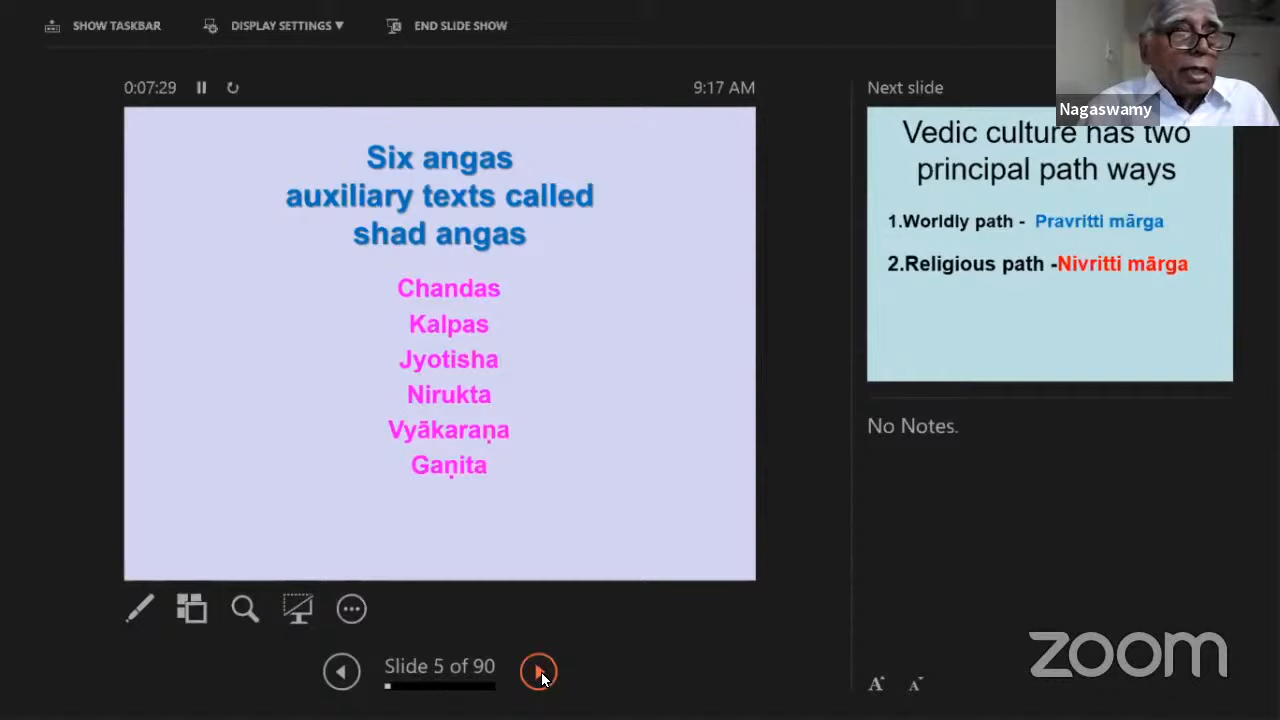 SHOW TASKBAR
DISPLAY SETTINGS ▼
END SLIDE SHOW
0:07:29
9:17 AM
Six angas
auxiliary texts called
shad angas
Chandas
Kalpas
Jyotisha
Nirukta
Vyākaraṇa
Gaṇita
Slide 5 of 90
Next slide
Nagaswamy
Vedic culture has two
principal path ways
1.Worldly path - Pravritti mārga
2.Religious path -Nivritti mārga
No Notes.
A A
zoom